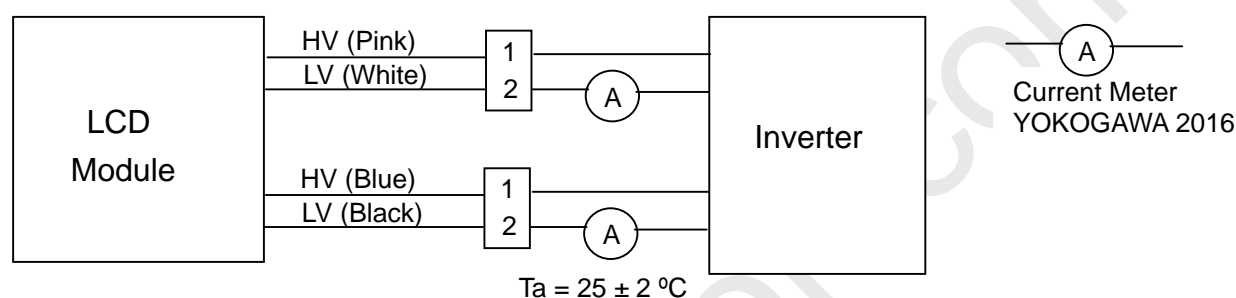 LCD
Module
HV (Pink)
LV (White)
1
2
A
HV (Blue)
LV (Black)
1
2
A
Ta = 25 ± 2 ºC
Inverter
A
Current Meter
YOKOGAWA 2016